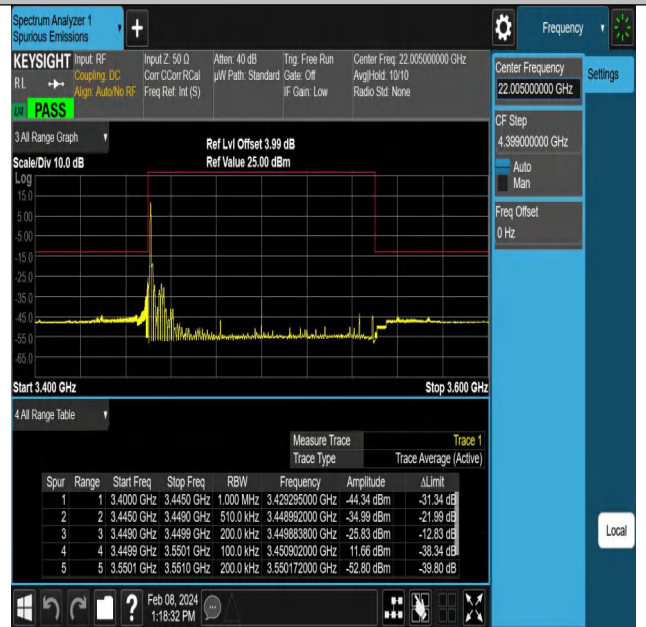 Spectrum Analyzer 1
Spurious Emissions
Frequency
KEYSIGHT Input: RF Input Z: 50 Ω Atten: 40 dB Trig: Free Run Center Freq: 22.005000000 GHz
RL Coupling: DC Corr CCorr RCal µW Path: Standard Gate: Off Avg|Hold: 10/10
Align: Auto/No RF Freq Ref: Int (S) IF Gain: Low Radio Std: None
LXI PASS
Center Frequency
22.005000000 GHz
Settings
CF Step
4.399000000 GHz
Auto
Man
Freq Offset
0 Hz
3 All Range Graph
Ref Lvl Offset 3.99 dB
Scale/Div 10.0 dB Ref Value 25.00 dBm
Log
15.0
5.00
-5.00
-15.0
-25.0
-35.0
-45.0
-55.0
-65.0
Start 3.400 GHz Stop 3.600 GHz
4 All Range Table
Measure Trace Trace 1
Trace Type Trace Average (Active)
Spur Range Start Freq Stop Freq RBW Frequency Amplitude ΔLimit
1 1 3.4000 GHz 3.4450 GHz 1.000 MHz 3.429295000 GHz -44.34 dBm -31.34 dB
2 2 3.4450 GHz 3.4490 GHz 510.0 kHz 3.448992000 GHz -34.99 dBm -21.99 dB
3 3 3.4490 GHz 3.4499 GHz 200.0 kHz 3.449883800 GHz -25.83 dBm -12.83 dB
4 4 3.4499 GHz 3.5501 GHz 100.0 kHz 3.450902000 GHz 11.66 dBm -38.34 dB
5 5 3.5501 GHz 3.5510 GHz 200.0 kHz 3.550172000 GHz -52.80 dBm -39.80 dB
Local
Feb 08, 2024
1:18:32 PM